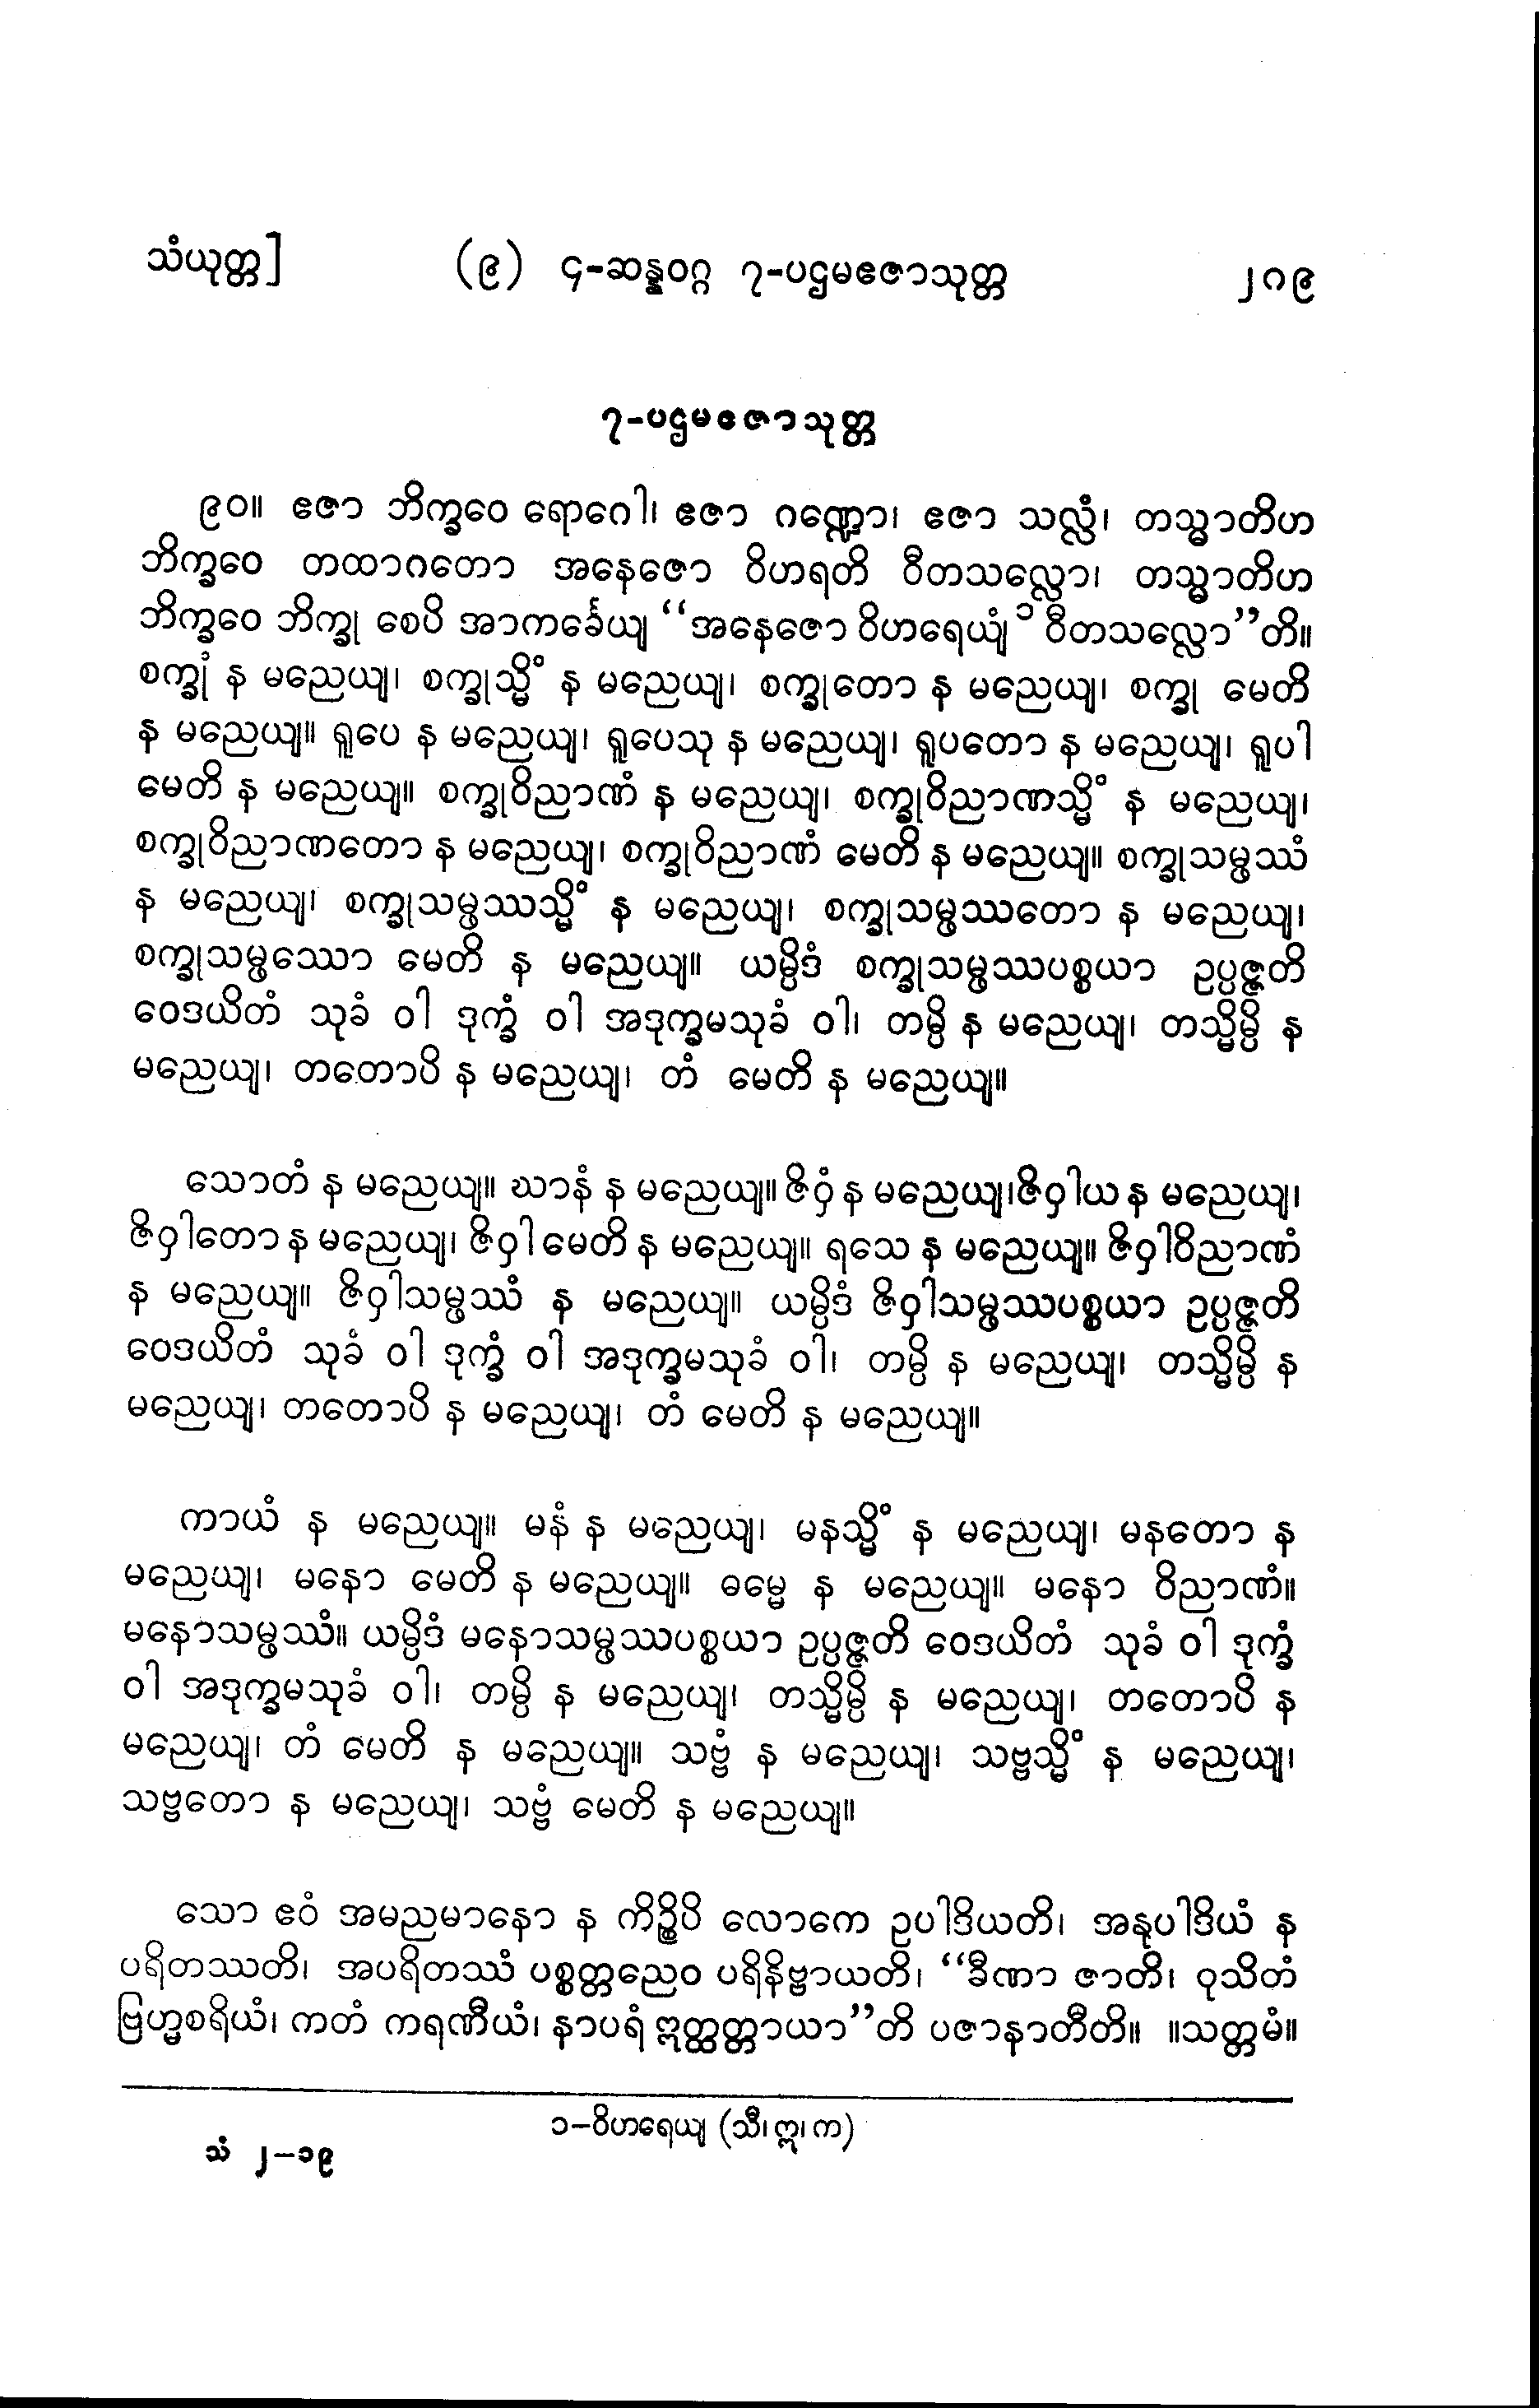 သံယုတ္တ] (၉) ၄-ဆန္နဝဂ္ဂ ၇-ပဌမဧဇာသုတ္တ ၂၈၉
၇-ပဌမဧဇာသုတ္တ
၉၀။ ဧဇာ ဘိက္ခဝေ ရောဂေါ၊ ဧဇာ ဂဏ္ဍော၊ ဧဇာ သလ္လံ၊ တသ္မာတိဟ
ဘိက္ခဝေ တထာဂတော အနေဇော ဝိဟရတိ ဝီတသလ္လော၊ တသ္မာတိဟ
ဘိက္ခဝေ ဘိက္ခု စေပိ အာကင်္ခေယျ “အနေဇော ဝိဟရေယျံ ၁ ဝီတသလ္လော”တိ။
စက္ခုံ န မညေယျ၊ စက္ခုသ္မိံ န မညေယျ၊ စက္ခုတော န မညေယျ၊ စက္ခု မေတိ
န မညေယျ။ ရူပေ န မညေယျ၊ ရူပေသု န မညေယျ၊ ရူပတော န မညေယျ၊ ရူပါ
မေတိ န မညေယျ။ စက္ခုဝိညာဏံ န မညေယျ၊ စက္ခုဝိညာဏသ္မိံ န မညေယျ၊
စက္ခုဝိညာဏတော န မညေယျ၊ စက္ခုဝိညာဏံ မေတိ န မညေယျ။ စက္ခုသမ္ဖဿံ
န မညေယျ၊ စက္ခုသမ္ဖဿသ္မိံ န မညေယျ၊ စက္ခုသမ္ဖဿတော န မညေယျ၊
စက္ခုသမ္ဖဿော မေတိ န မညေယျ။ ယမ္ပိဒံ စက္ခုသမ္ဖဿပစ္စယာ ဥပ္ပဇ္ဇတိ
ဝေဒယိတံ သုခံ ဝါ ဒုက္ခံ ဝါ အဒုက္ခမသုခံ ဝါ၊ တမ္ပိ န မညေယျ၊ တသ္မိမ္ပိ န
မညေယျ၊ တတောပိ န မညေယျ၊ တံ မေတိ န မညေယျ။
သောတံ န မညေယျ။ ဃာနံ န မညေယျ။ ဇိဝှံ န မညေယျ၊ဇိဝှါယ န မညေယျ၊
ဇိဝှါတော န မညေယျ၊ ဇိဝှါ မေတိ န မညေယျ။ ရသေ န မညေယျ။ ဇိဝှါဝိညာဏံ
န မညေယျ။ ဇိဝှါသမ္ဖဿံ န မညေယျ။ ယမ္ပိဒံ ဇိဝှါသမ္ဖဿပစ္စယာ ဥပ္ပဇ္ဇတိ
ဝေဒယိတံ သုခံ ဝါ ဒုက္ခံ ဝါ အဒုက္ခမသုခံ ဝါ၊ တမ္ပိ န မညေယျ၊ တသ္မိမ္ပိ န
မညေယျ၊ တတောပိ န မညေယျ၊ တံ မေတိ န မညေယျ။
ကာယံ န မညေယျ။ မနံ န မညေယျ၊ မနသ္မိံ န မညေယျ၊ မနတော န
မညေယျ၊ မနော မေတိ န မညေယျ။ ဓမ္မေ န မညေယျ။ မနော ဝိညာဏံ။
မနောသမ္ဖဿံ။ ယမ္ပိဒံ မနောသမ္ဖဿပစ္စယာ ဥပ္ပဇ္ဇတိ ဝေဒယိတံ သုခံ ဝါ ဒုက္ခံ
ဝါ အဒုက္ခမသုခံ ဝါ၊ တမ္ပိ န မညေယျ၊ တသ္မိမ္ပိ န မညေယျ၊ တတောပိ န
မညေယျ၊ တံ မေတိ န မညေယျ။ သဗ္ဗံ န မညေယျ၊ သဗ္ဗသ္မိံ န မညေယျ၊
သဗ္ဗတော န မညေယျ၊ သဗ္ဗံ မေတိ န မညေယျ။
သော ဧဝံ အမညမာနော န ကိဉ္စိပိ လောကေ ဥပါဒိယတိ၊ အနုပါဒိယံ န
ပရိတဿတိ၊ အပရိတဿံ ပစ္စတ္တညေဝ ပရိနိဗ္ဗာယတိ၊ “ခီဏာ ဇာတိ၊ ဝုသိတံ
ဗြဟ္မစရိယံ၊ ကတံ ကရဏီယံ၊ နာပရံ ဣတ္ထတ္တာယာ”တိ ပဇာနာတီတိ။ ။သတ္တမံ။
၁–ဝိဟရေယျ (သီ၊ ဣ၊ က)
သံ ၂–၁၉